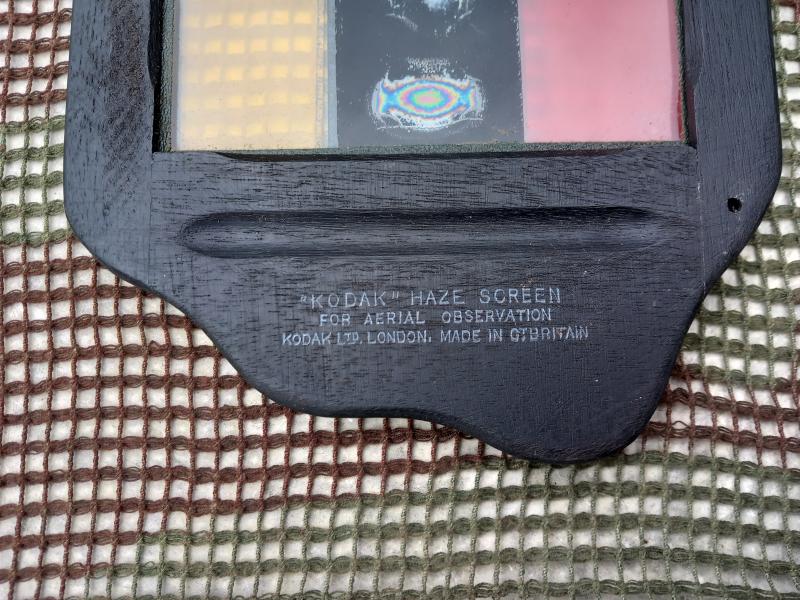 "KODAK" HAZE SCREEN
FOR AERIAL OBSERVATION
KODAK LTD. LONDON. MADE IN GT BRITAIN